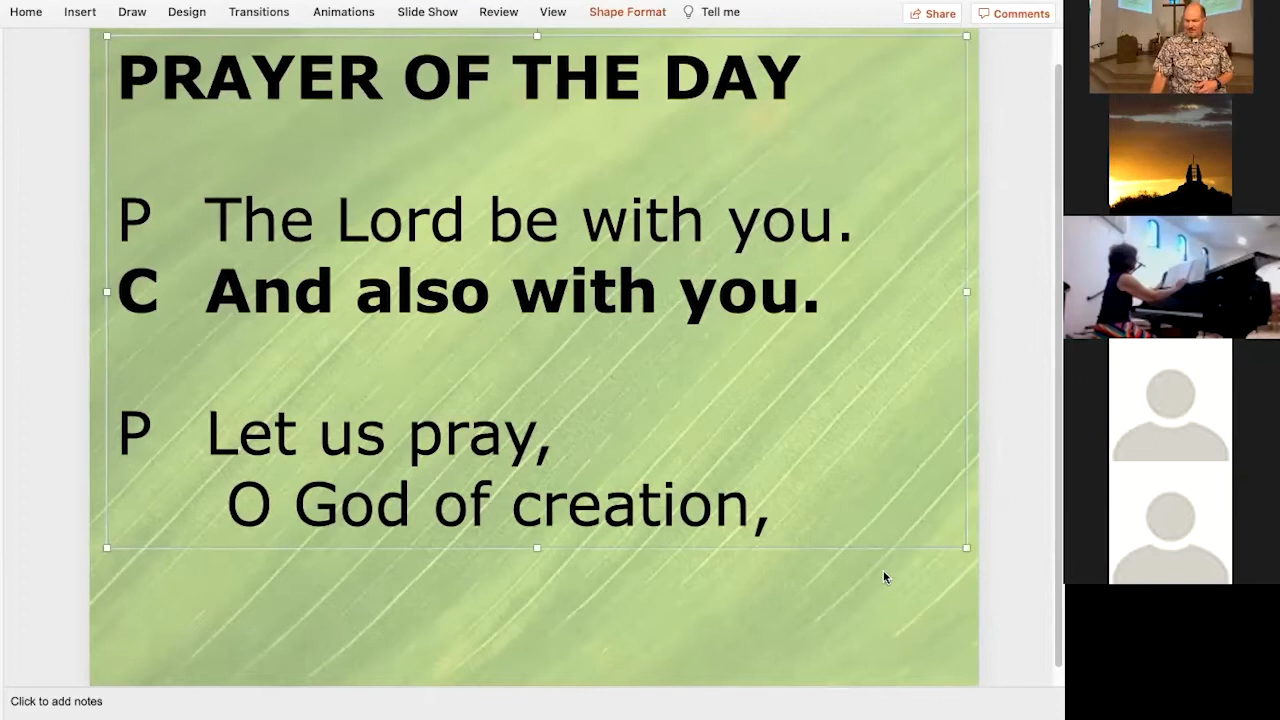 Home Insert Draw Design Transitions Animations Slide Show Review View Shape Format Tell me Share Comments
PRAYER OF THE DAY
P The Lord be with you.
C And also with you.
P Let us pray,
O God of creation,
Click to add notes